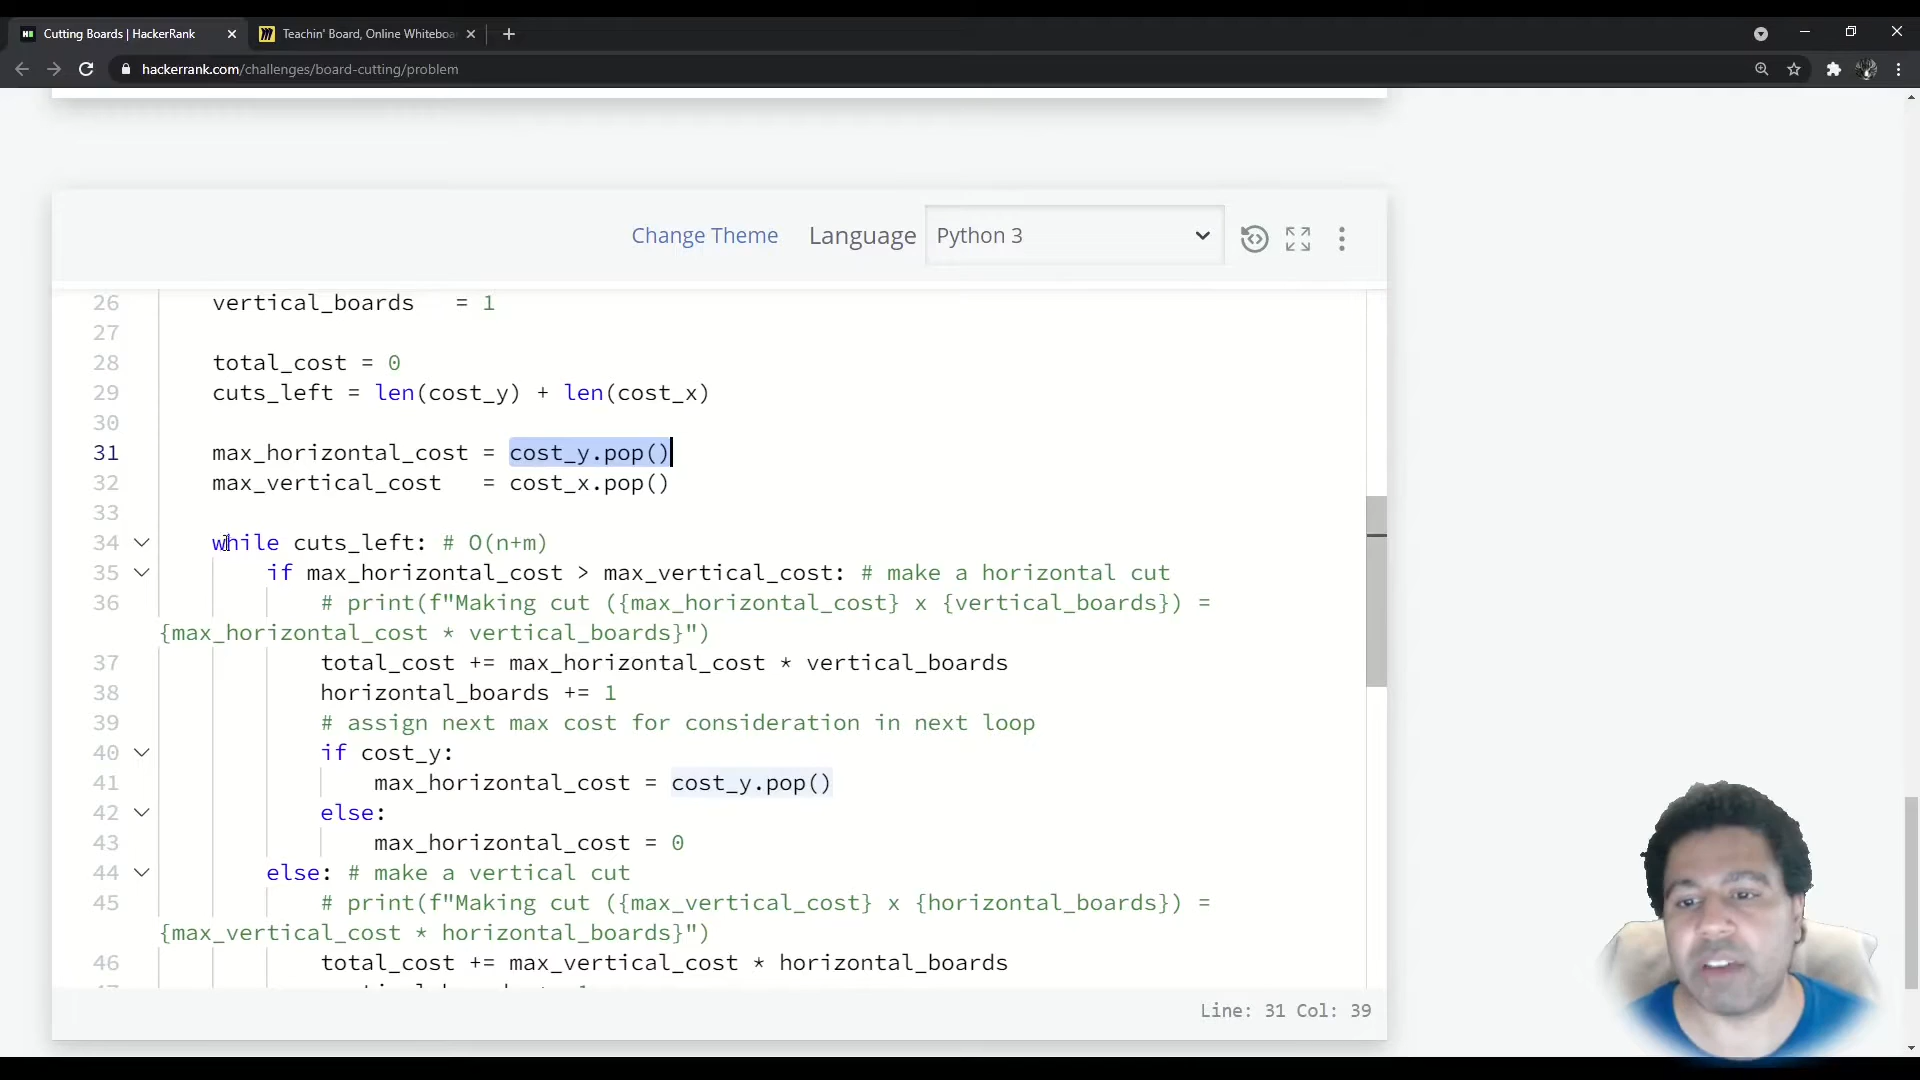 Cutting Boards | HackerRank
Teachin' Board, Online Whiteboa
hackerrank.com/challenges/board-cutting/problem
Change Theme Language Python 3
26 vertical_boards = 1
27
28 total_cost = 0
29 cuts_left = len(cost_y) + len(cost_x)
30
31 max_horizontal_cost = cost_y.pop()
32 max_vertical_cost = cost_x.pop()
33
34 while cuts_left: # O(n+m)
35 if max_horizontal_cost > max_vertical_cost: # make a horizontal cut
36 # print(f"Making cut ({max_horizontal_cost} x {vertical_boards}) =
{max_horizontal_cost * vertical_boards}")
37 total_cost += max_horizontal_cost * vertical_boards
38 horizontal_boards += 1
39 # assign next max cost for consideration in next loop
40 if cost_y:
41 max_horizontal_cost = cost_y.pop()
42 else:
43 max_horizontal_cost = 0
44 else: # make a vertical cut
45 # print(f"Making cut ({max_vertical_cost} x {horizontal_boards}) =
{max_vertical_cost * horizontal_boards}")
46 total_cost += max_vertical_cost * horizontal_boards
Line: 31 Col: 39